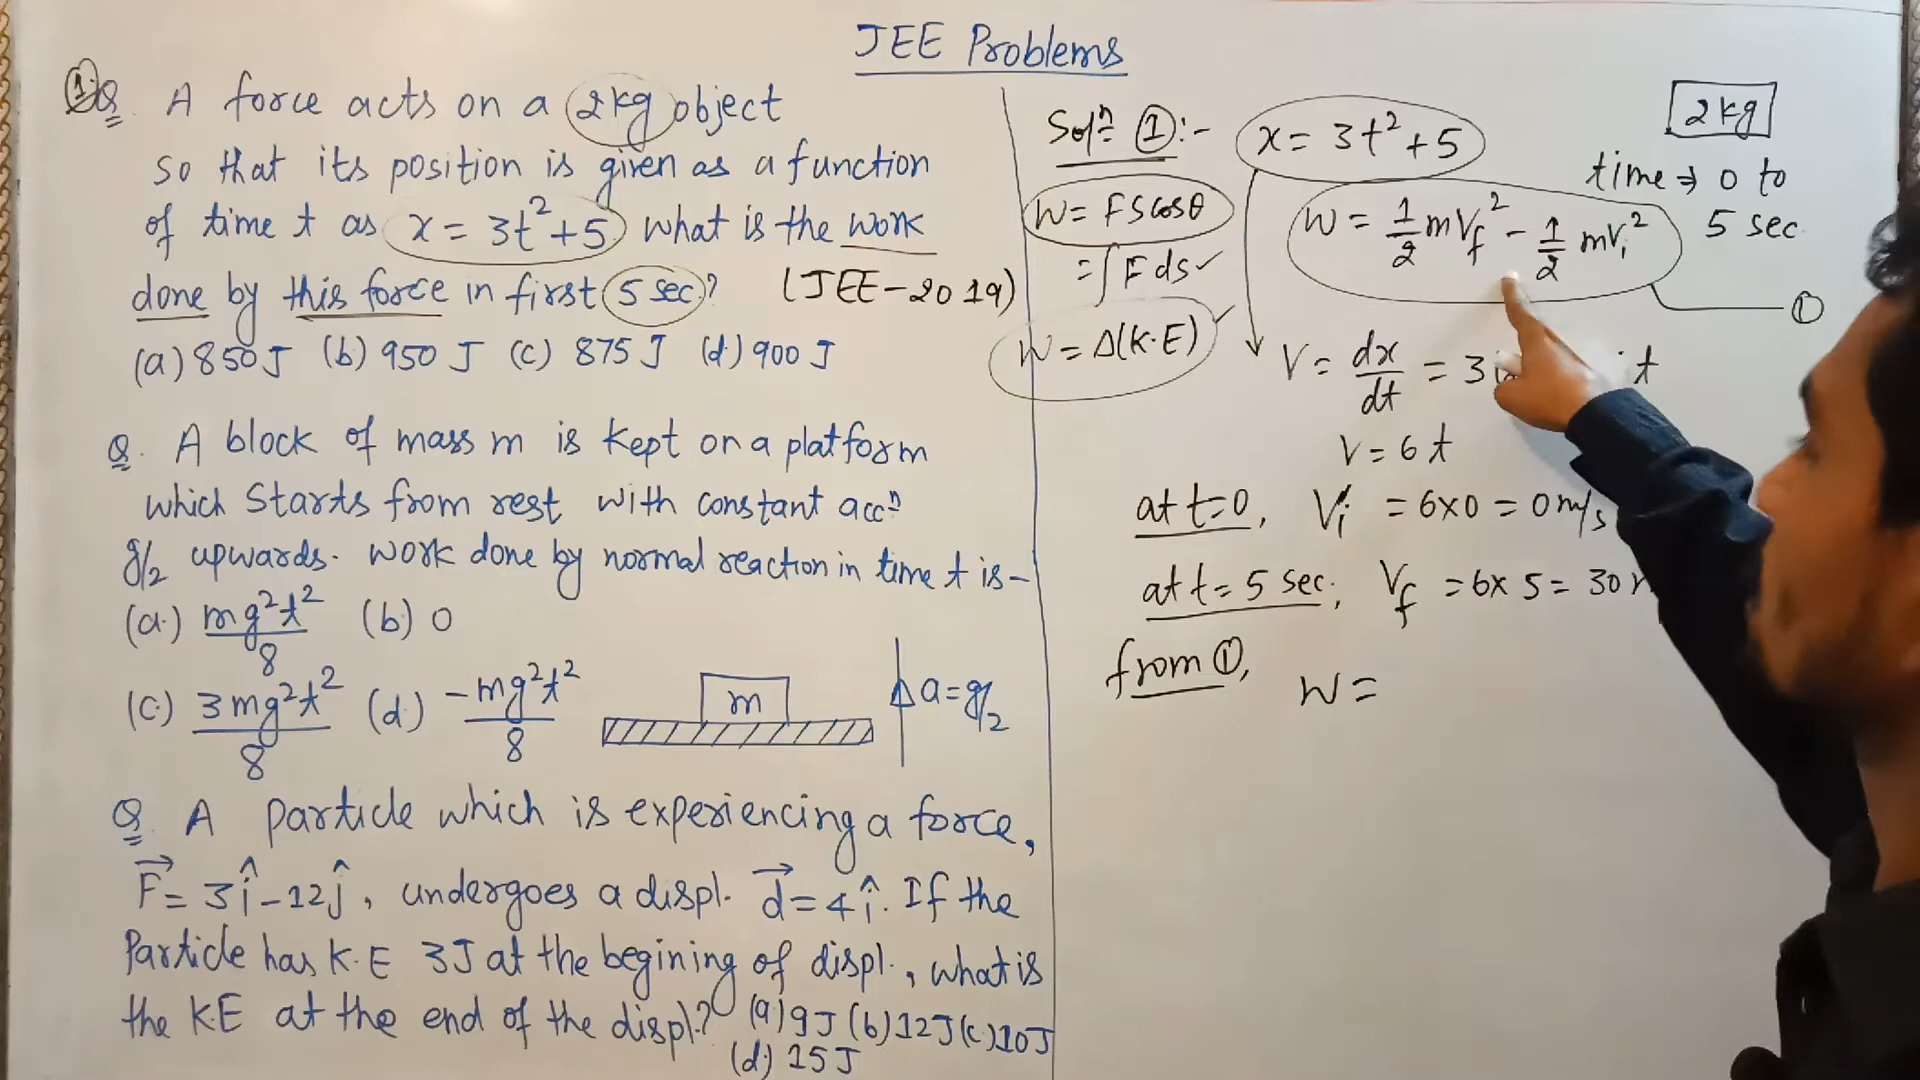 JEE Problems
①Q A force acts on a 2kg object
so that its position is given as a function
of time t as x = 3t²+5 what is the work
done by this force in first 5 sec? (JEE-2019)
(a) 850 J (b) 950 J (c) 875 J (d) 900 J
Q. A block of mass m is kept on a platform
which Starts from rest with constant accⁿ
g/2 upwards. work done by normal reaction in time t is-
(a.) mg²t²/8 (b) 0
(c) 3mg²t²/8 (d.) -mg²t²/8
m
a=g/2
Q A particle which is experiencing a force,
F⃗= 3î-12ĵ, undergoes a displ. d⃗=4î. If the
Particle has K.E 3J at the begining of displ., what is
the K.E at the end of the displ.? (a) 9J (b) 12J (c) 10J
(d) 15J
Solⁿ ①:- x = 3t²+5
2kg
time ⇒ 0 to
5 sec
W = FS cosθ
= ∫F ds ✓
W = Δ(K.E) ✓
W = 1/2 mVf² - 1/2 mVi²
①
V = dx/dt = 3 t
V = 6 t
at t=0, Vi = 6x0 = 0 m/s
at t = 5 sec, Vf = 6x 5 = 30
from ①, W =